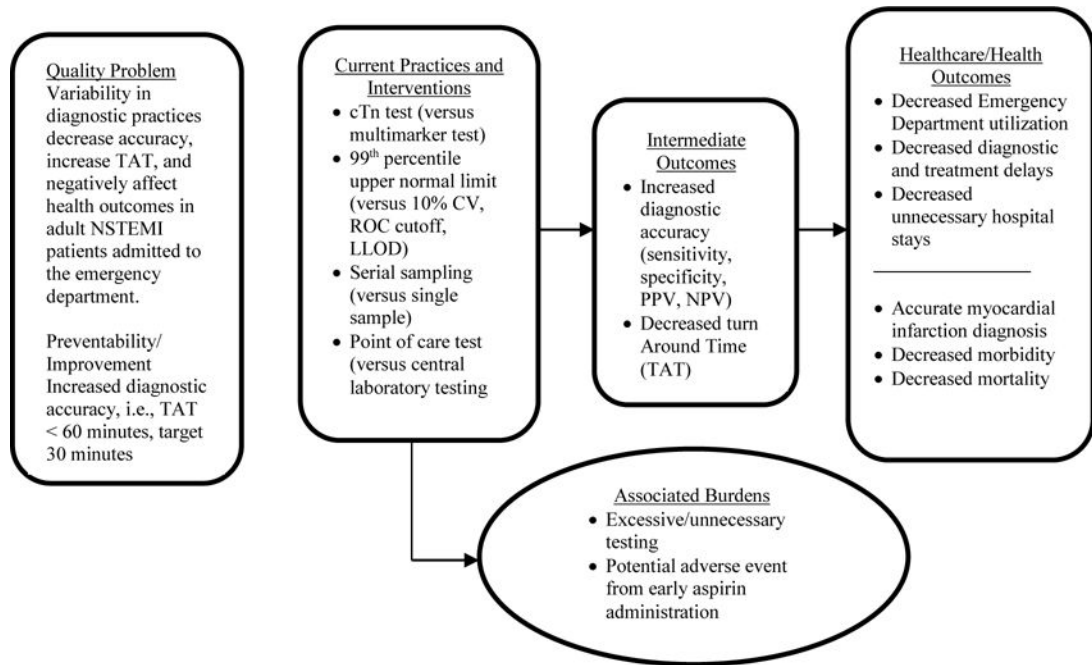 Quality Problem
Variability in
diagnostic practices
decrease accuracy,
increase TAT, and
negatively affect
health outcomes in
adult NSTEMI
patients admitted to
the emergency
department.
Preventability/
Improvement
Increased diagnostic
accuracy, i.e., TAT
< 60 minutes, target
30 minutes
Current Practices and
Interventions
• cTn test (versus
multimarker test)
• 99th percentile
upper normal limit
(versus 10% CV,
ROC cutoff,
LLOD)
• Serial sampling
(versus single
sample)
• Point of care test
(versus central
laboratory testing
Intermediate
Outcomes
• Increased
diagnostic
accuracy
(sensitivity,
specificity,
PPV, NPV)
• Decreased turn
Around Time
(TAT)
Healthcare/Health
Outcomes
• Decreased Emergency
Department utilization
• Decreased diagnostic
and treatment delays
• Decreased
unnecessary hospital
stays
• Accurate myocardial
infarction diagnosis
• Decreased morbidity
• Decreased mortality
Associated Burdens
• Excessive/unnecessary
testing
• Potential adverse event
from early aspirin
administration